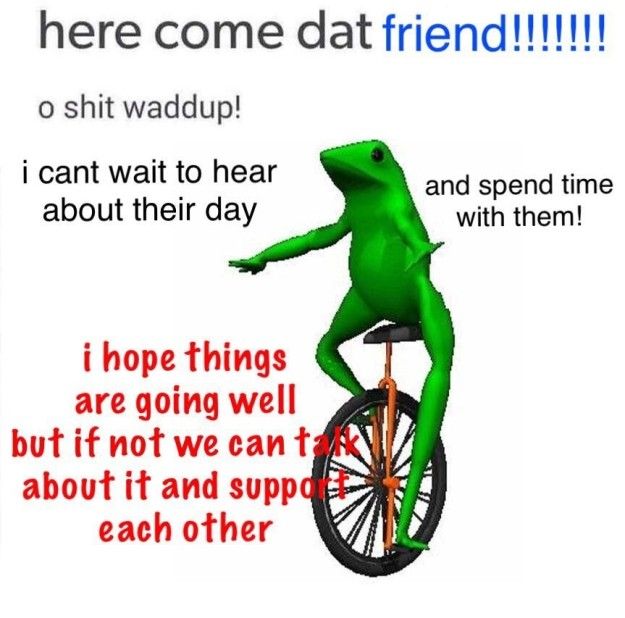 here come dat friend!!!!!!!
o shit waddup!
i cant wait to hear
about their day
and spend time
with them!
i hope things
are going well
but if not we can talk
about it and support
each other